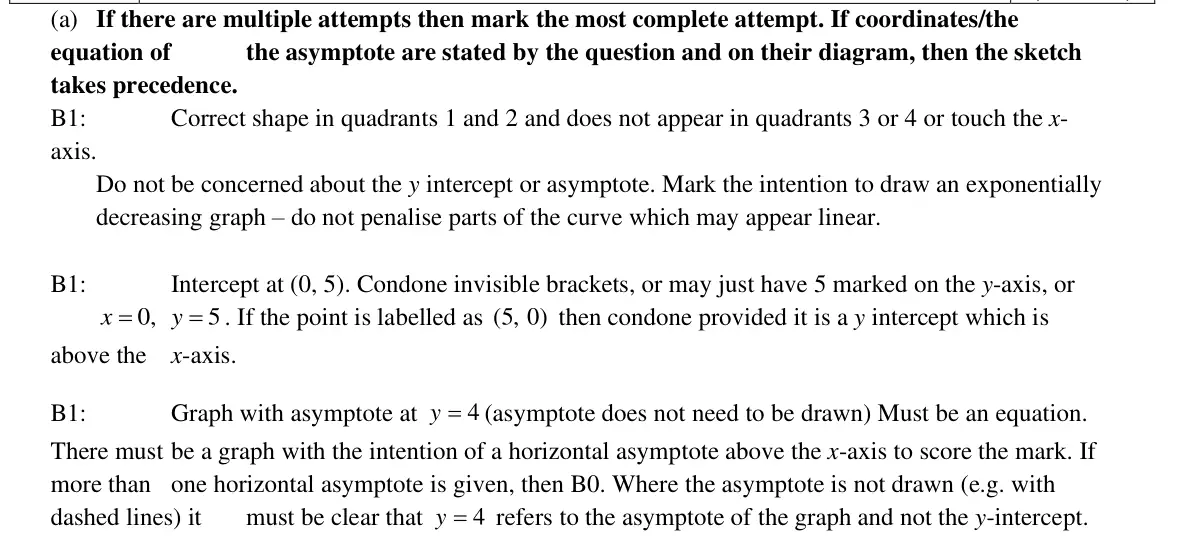 (a) If there are multiple attempts then mark the most complete attempt. If coordinates/the
equation of the asymptote are stated by the question and on their diagram, then the sketch
takes precedence.
B1: Correct shape in quadrants 1 and 2 and does not appear in quadrants 3 or 4 or touch the x-
axis.
Do not be concerned about the y intercept or asymptote. Mark the intention to draw an exponentially
decreasing graph – do not penalise parts of the curve which may appear linear.
B1: Intercept at (0, 5). Condone invisible brackets, or may just have 5 marked on the y-axis, or
x = 0, y = 5. If the point is labelled as (5, 0) then condone provided it is a y intercept which is
above the x-axis.
B1: Graph with asymptote at y = 4 (asymptote does not need to be drawn) Must be an equation.
There must be a graph with the intention of a horizontal asymptote above the x-axis to score the mark. If
more than one horizontal asymptote is given, then B0. Where the asymptote is not drawn (e.g. with
dashed lines) it must be clear that y = 4 refers to the asymptote of the graph and not the y-intercept.